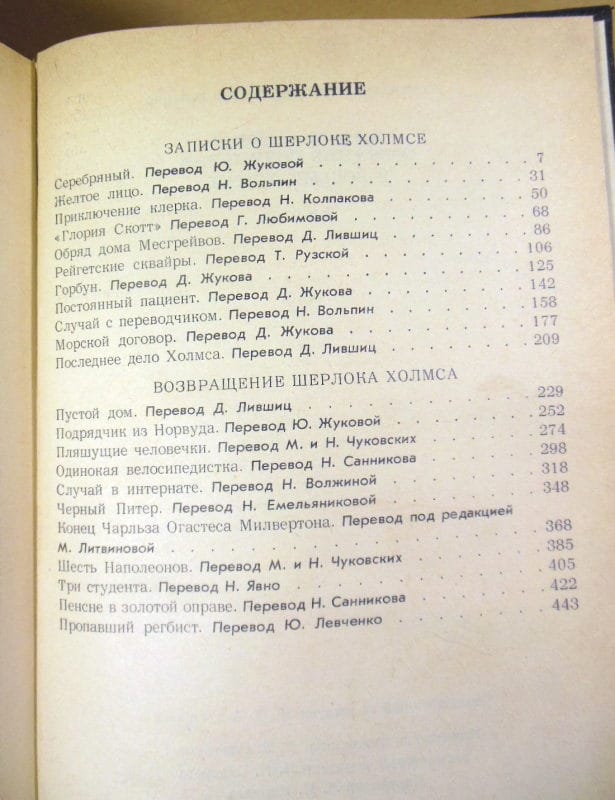 СОДЕРЖАНИЕ
ЗАПИСКИ О ШЕРЛОКЕ ХОЛМСЕ
Серебряный. Перевод Ю. Жуковой . . . . . . . . . . 7
Желтое лицо. Перевод Н. Вольпин . . . . . . . . . . 31
Приключение клерка. Перевод Н. Колпакова . . . . . . . 50
«Глория Скотт» Перевод Г. Любимовой . . . . . . . . 68
Обряд дома Месгрейвов. Перевод Д. Лившиц . . . . . . . 86
Рейгетские сквайры. Перевод Т. Рузской . . . . . . . . 106
Горбун. Перевод Д. Жукова . . . . . . . . . . . 125
Постоянный пациент. Перевод Д. Жукова . . . . . . . . 142
Случай с переводчиком. Перевод Н. Вольпин . . . . . . . 158
Морской договор. Перевод Д. Жукова . . . . . . . . 177
Последнее дело Холмса. Перевод Д. Лившиц . . . . . . . 209
ВОЗВРАЩЕНИЕ ШЕРЛОКА ХОЛМСА
Пустой дом. Перевод Д. Лившиц . . . . . . . . . . 229
Подрядчик из Норвуда. Перевод Ю. Жуковой . . . . . . . 252
Пляшущие человечки. Перевод М. и Н. Чуковских . . . . . 274
Одинокая велосипедистка. Перевод Н. Санникова . . . . . 298
Случай в интернате. Перевод Н. Волжиной . . . . . . . 318
Черный Питер. Перевод Н. Емельяниковой . . . . . . . 348
Конец Чарльза Огастеса Милвертона. Перевод под редакцией
М. Литвиновой . . . . . . . . . . . . . . . 368
Шесть Наполеонов. Перевод М. и Н. Чуковских . . . . . . 385
Три студента. Перевод Н. Явно . . . . . . . . . . 405
Пенсне в золотой оправе. Перевод Н. Санникова . . . . . . 422
Пропавший регбист. Перевод Ю. Левченко . . . . . . . 443